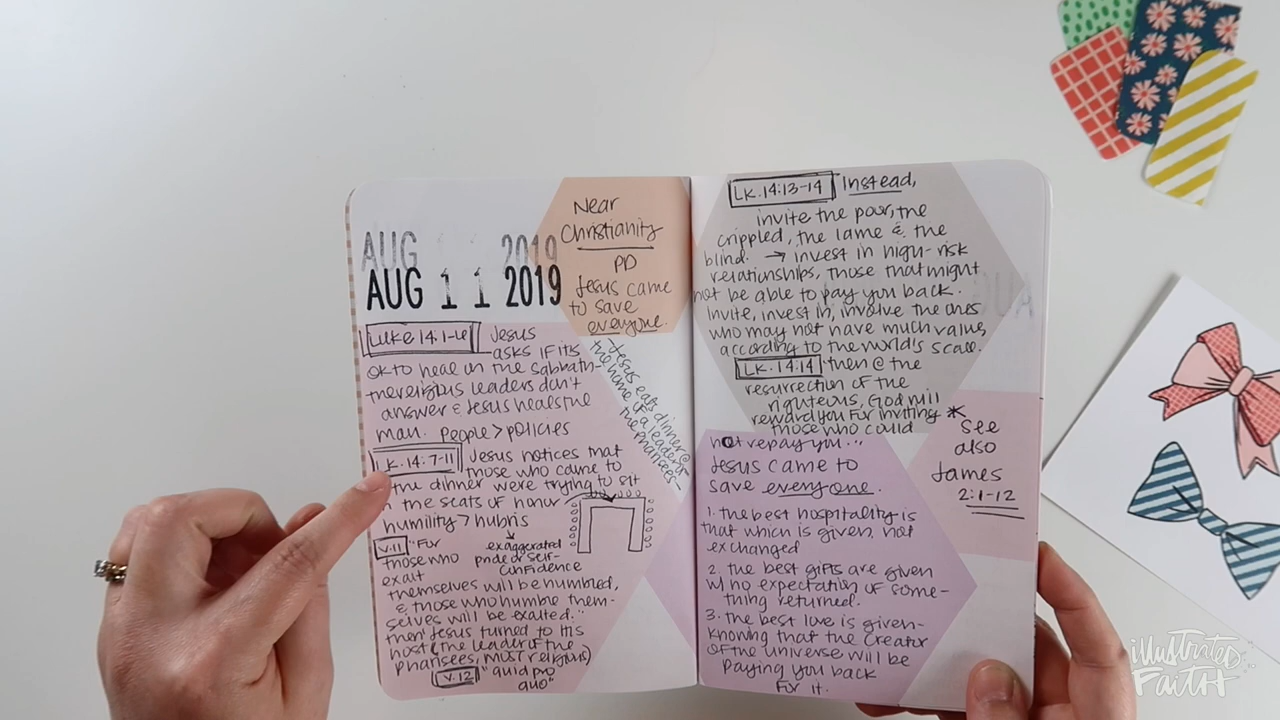 AUG 2019
AUG 11 2019
Near
Christianity
PD
Jesus came
to save
everyone.
Luke 14:1-6 Jesus
asks if it is
ok to heal on the sabbath-
the religious leaders don't
answer & Jesus heals the
man. people > policies
Jesus eats dinner @
the home of a leader of
the pharisees-
Lk. 14:7-11 Jesus notices that
those who came to
the dinner were trying to sit
in the seats of honor
humility > hubris
exaggerated
pride or self-
confidence
v.11 "For
those who
exalt
themselves will be humbled,
& those who humble them-
selves will be exalted."
then Jesus turned to his
host (the leader of the
pharisees, most religious)
v.12 "quid pro
quo"
Lk. 14:13-14 Instead,
invite the poor, the
crippled, the lame & the
blind. → invest in high-risk
relationships, those that might
not be able to pay you back.
invite, invest in, involve the ones
who may not have much value,
according to the world's scale.
Lk. 14:14 "then @ the
resurrection of the
righteous, God will
reward you for inviting
those who could
not repay you."
* see
also
James
2:1-12
Jesus came to
save everyone.
1. the best hospitality is
that which is given, not
exchanged
2. the best gifts are given
w/ no expectation of some-
thing returned.
3. the best love is given-
knowing that the Creator
of the universe will be
paying you back
for it.
illustrated
Faith